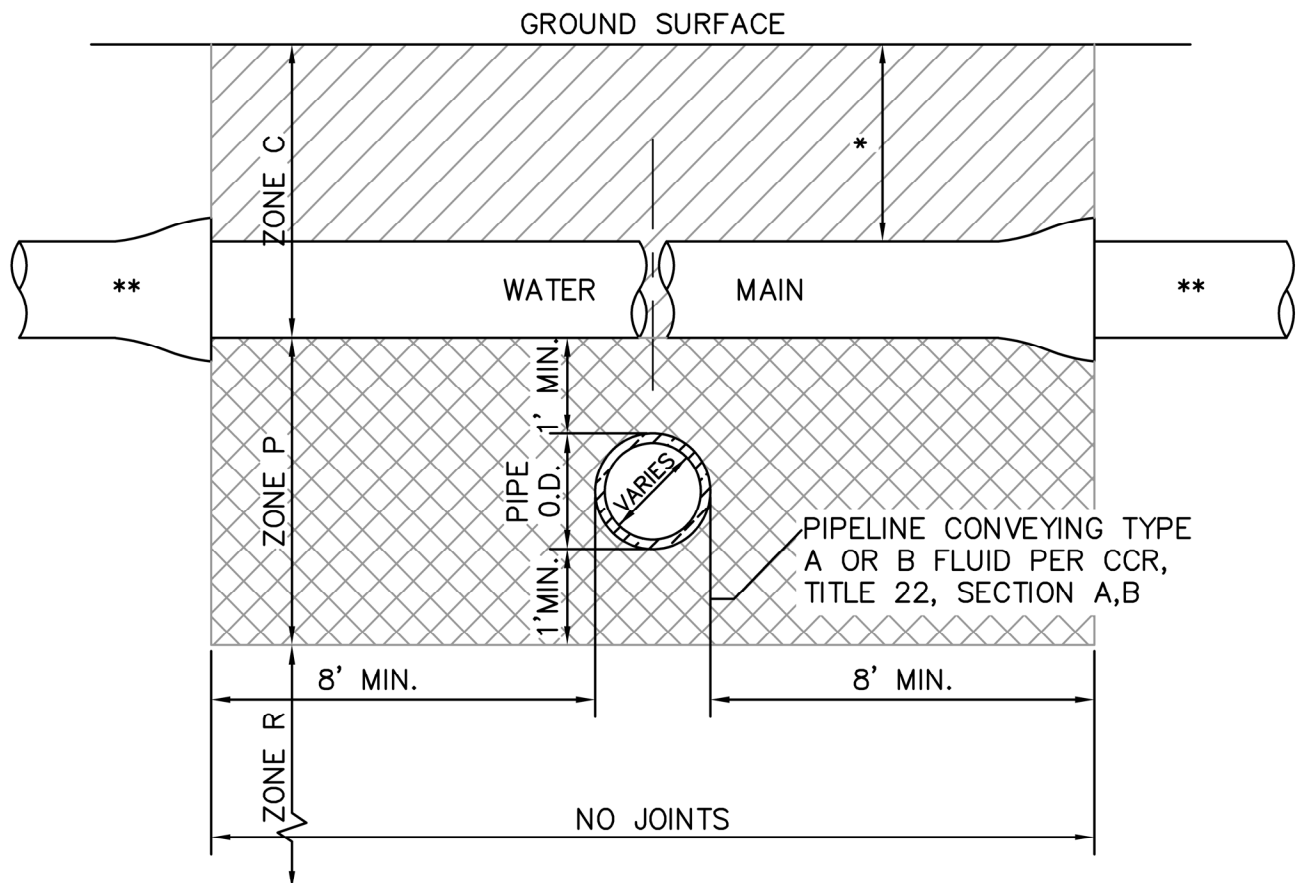 GROUND SURFACE
ZONE C
*
**
WATER MAIN
**
1' MIN.
ZONE P
PIPE
O.D.
VARIES
1'MIN.
PIPELINE CONVEYING TYPE
A OR B FLUID PER CCR,
TITLE 22, SECTION A,B
8' MIN.
8' MIN.
ZONE R
NO JOINTS